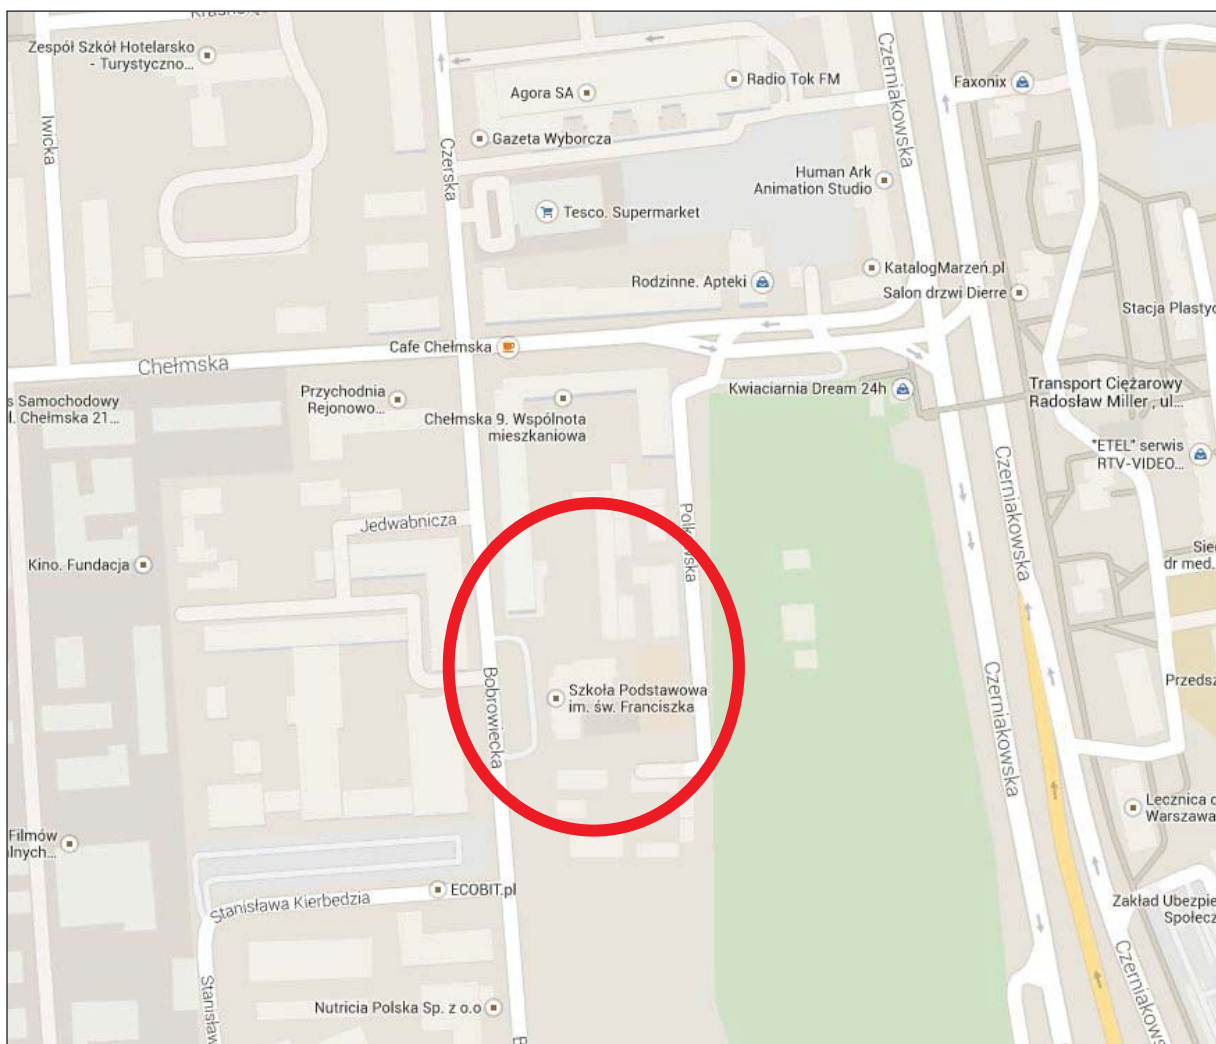 Zespół Szkół Hotelarsko
- Turystyczno...
Iwicka
Czerska
Agora SA
Radio Tok FM
Gazeta Wyborcza
Czerniakowska
Faxonix
Human Ark
Animation Studio
Tesco. Supermarket
Rodzinne. Apteki
KatalogMarzeń.pl
Salon drzwi Dierre
Stacja Plastyc
Cafe Chełmska
Chełmska
s Samochodowy
l. Chełmska 21...
Przychodnia
Rejonowo...
Chełmska 9. Wspólnota
mieszkaniowa
Kwiaciarnia Dream 24h
Transport Ciężarowy
Radosław Miller , ul...
"ETEL" serwis
RTV-VIDEO...
Czerniakowska
Jedwabnicza
Kino. Fundacja
Sied
dr med.
Bobrowiecka
Szkoła Podstawowa
im. św. Franciszka
Czerniakowska
Przedsz
Lecznica
Warszawa
Filmów
lnych...
ECOBIT.pl
Stanisława Kierbedzia
Zakład Ubezpie
Społecz
Czerniakowska
Stanisław
Nutricia Polska Sp. z o.o
B